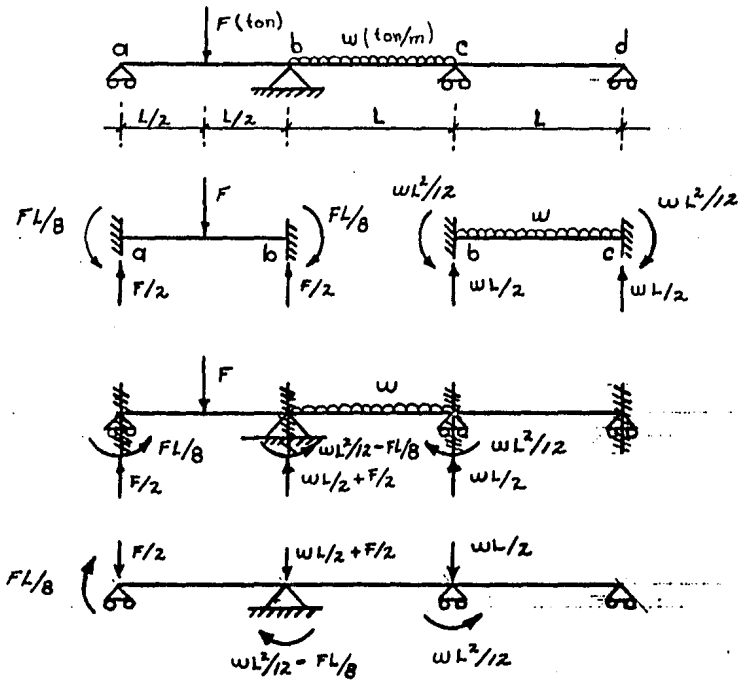 F (ton)
a b w (ton/m) c d
L/2 L/2 L L
FL/8 F FL/8 wL²/12 w wL²/12
a b b c
F/2 F/2 wL/2 wL/2
F w
FL/8 wL²/12 - FL/8 wL²/12
F/2 wL/2 + F/2 wL/2
F/2 wL/2 + F/2 wL/2
FL/8
wL²/12 - FL/8 wL²/12